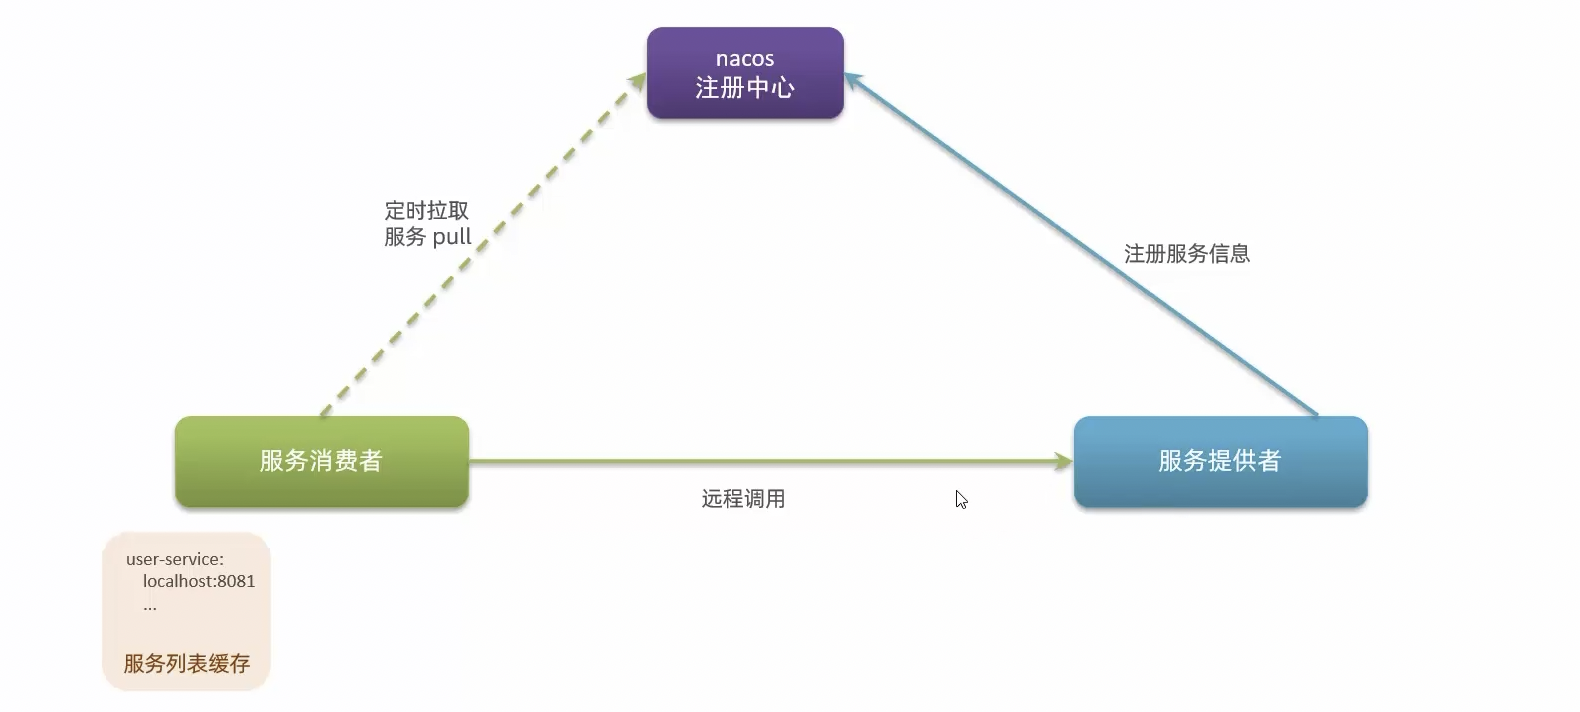 nacos
注册中心
定时拉取
服务 pull
注册服务信息
服务消费者
服务提供者
远程调用
user-service:
localhost:8081
...
服务列表缓存